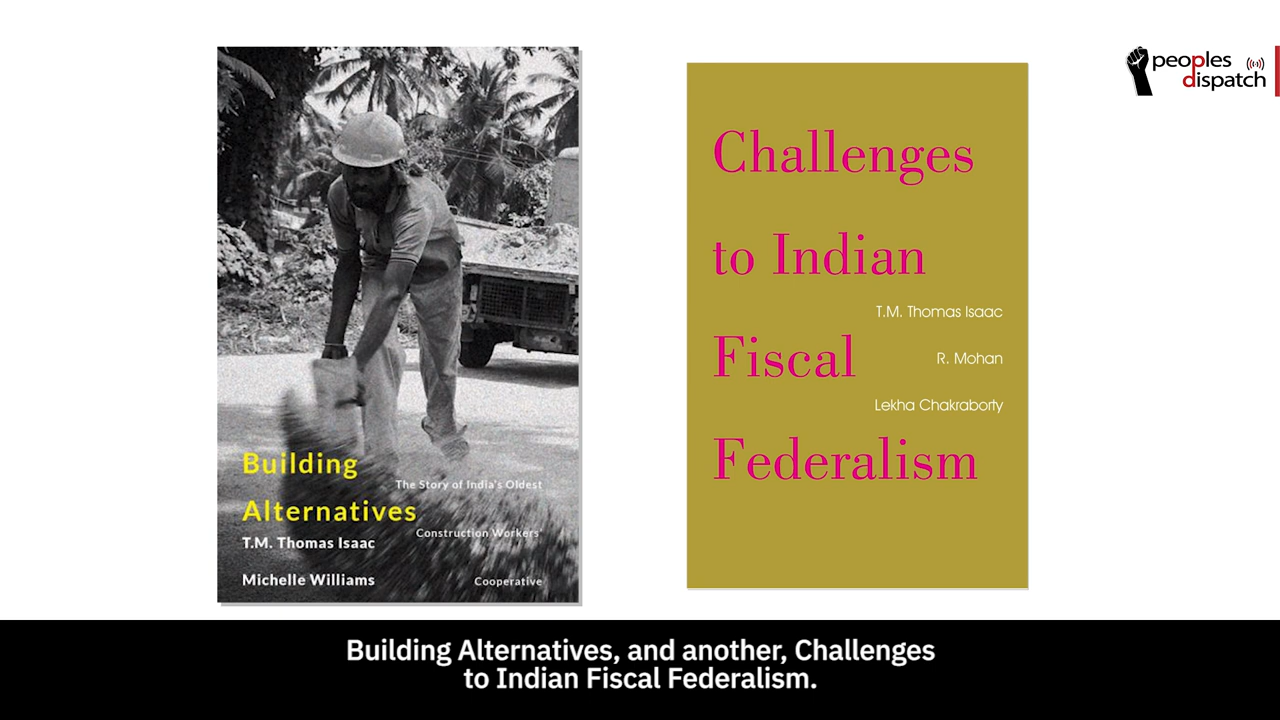 Building
Alternatives
The Story of India's Oldest
Construction Workers'
Cooperative
T.M. Thomas Isaac
Michelle Williams
Challenges
to Indian
Fiscal
Federalism
T.M. Thomas Isaac
R. Mohan
Lekha Chakraborty
peoples
dispatch
Building Alternatives, and another, Challenges
to Indian Fiscal Federalism.